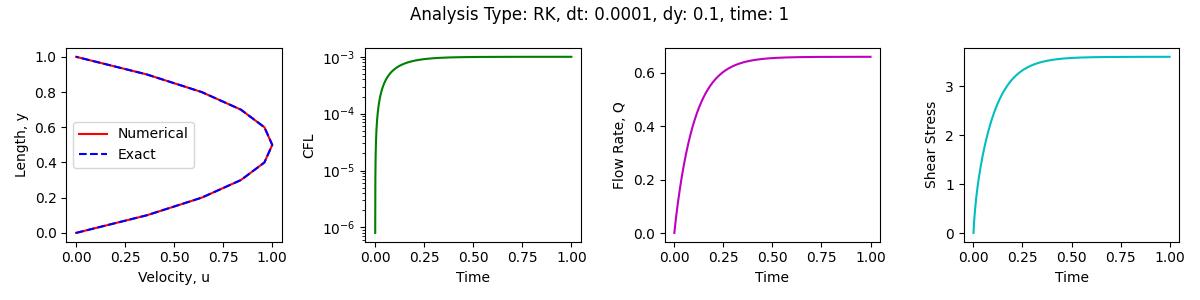 Analysis Type: RK, dt: 0.0001, dy: 0.1, time: 1
Length, y
1.0
0.8
0.6
0.4
0.2
0.0
Numerical
Exact
0.00 0.25 0.50 0.75 1.00
Velocity, u
CFL
10⁻³
10⁻⁴
10⁻⁵
10⁻⁶
0.00 0.25 0.50 0.75 1.00
Time
Flow Rate, Q
0.6
0.4
0.2
0.0
0.00 0.25 0.50 0.75 1.00
Time
Shear Stress
3
2
1
0
0.00 0.25 0.50 0.75 1.00
Time